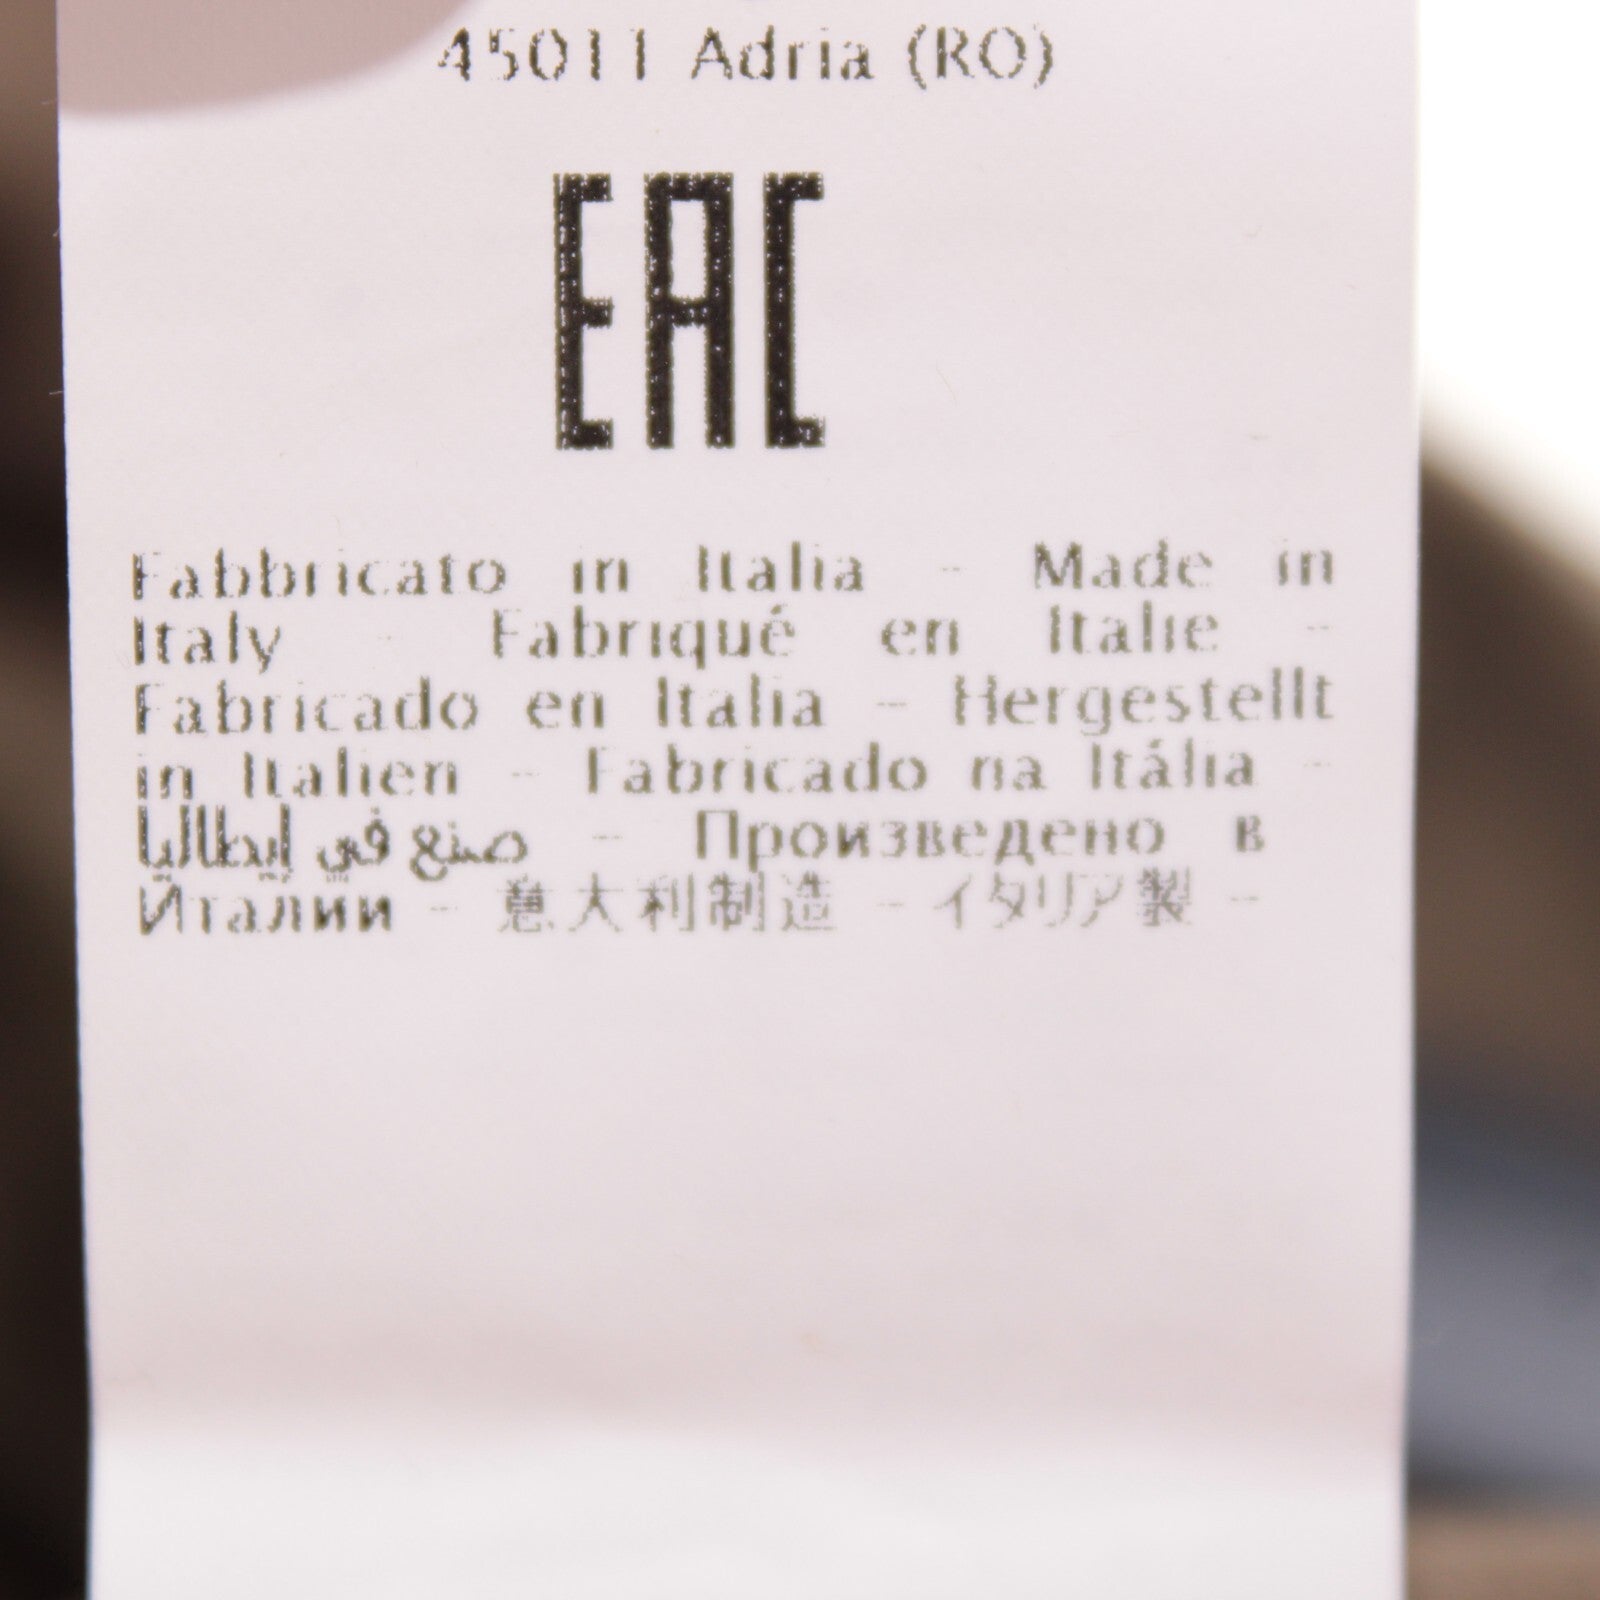 45011 Adria (RO)
EAC
Fabbricato in Italia - Made in
Italy - Fabriqué en Italie -
Fabricado en Italia - Hergestellt
in Italien - Fabricado na Itália -
صنع في إيطاليا - Произведено в
Италии - 意大利制造 - イタリア製 -